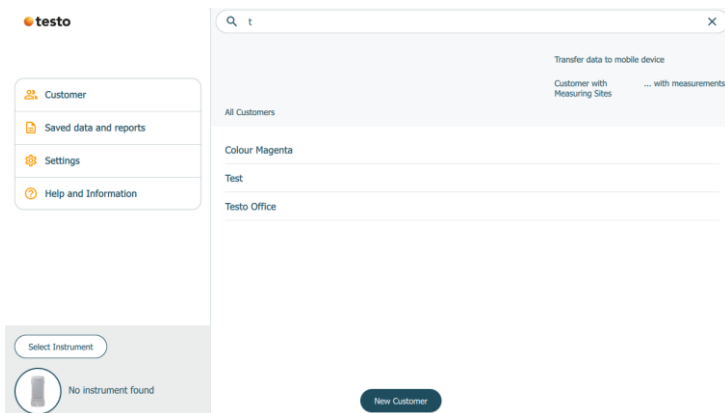 testo
Customer
Saved data and reports
Settings
Help and Information
Select Instrument
No instrument found
t
Transfer data to mobile device
Customer with
Measuring Sites
... with measurements
All Customers
Colour Magenta
Test
Testo Office
New Customer